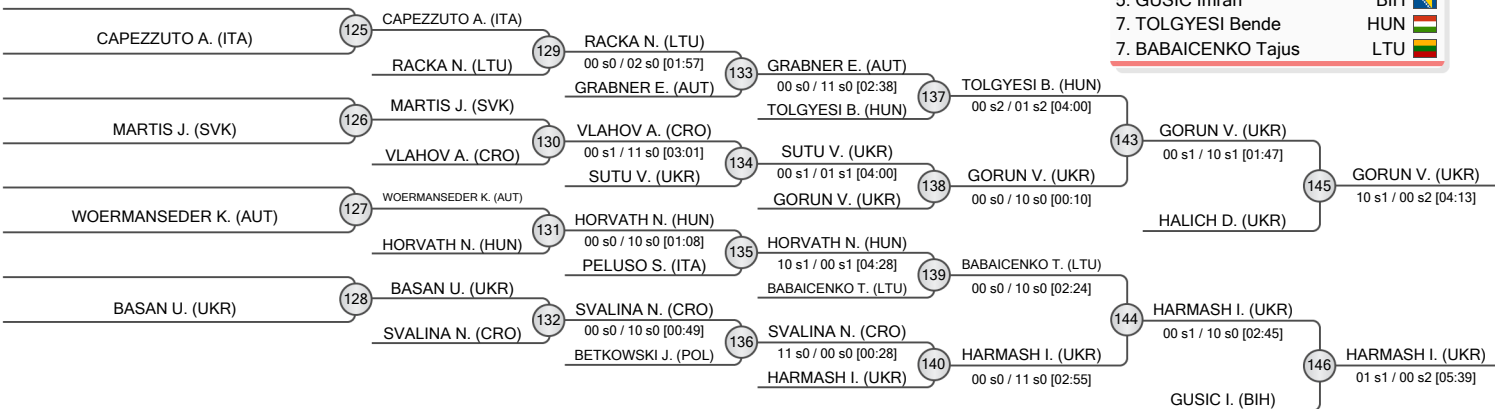 5. GUSIC Imran BIH
7. TOLGYESI Bende HUN
7. BABAICENKO Tajus LTU
CAPEZZUTO A. (ITA)
125
CAPEZZUTO A. (ITA)
RACKA N. (LTU)
129
RACKA N. (LTU)
00 s0 / 02 s0 [01:57]
GRABNER E. (AUT)
133
GRABNER E. (AUT)
00 s0 / 11 s0 [02:38]
TOLGYESI B. (HUN)
137
TOLGYESI B. (HUN)
00 s2 / 01 s2 [04:00]
MARTIS J. (SVK)
126
MARTIS J. (SVK)
VLAHOV A. (CRO)
130
VLAHOV A. (CRO)
00 s1 / 11 s0 [03:01]
SUTU V. (UKR)
134
SUTU V. (UKR)
00 s1 / 01 s1 [04:00]
GORUN V. (UKR)
138
GORUN V. (UKR)
00 s0 / 10 s0 [00:10]
143
GORUN V. (UKR)
00 s1 / 10 s1 [01:47]
HALICH D. (UKR)
145
GORUN V. (UKR)
10 s1 / 00 s2 [04:13]
WOERMANSEDER K. (AUT)
127
WOERMANSEDER K. (AUT)
HORVATH N. (HUN)
131
HORVATH N. (HUN)
00 s0 / 10 s0 [01:08]
PELUSO S. (ITA)
135
HORVATH N. (HUN)
10 s1 / 00 s1 [04:28]
BABAICENKO T. (LTU)
139
BABAICENKO T. (LTU)
00 s0 / 10 s0 [02:24]
BASAN U. (UKR)
128
BASAN U. (UKR)
SVALINA N. (CRO)
132
SVALINA N. (CRO)
00 s0 / 10 s0 [00:49]
BETKOWSKI J. (POL)
136
SVALINA N. (CRO)
11 s0 / 00 s0 [00:28]
HARMASH I. (UKR)
140
HARMASH I. (UKR)
00 s0 / 11 s0 [02:55]
144
HARMASH I. (UKR)
00 s1 / 10 s0 [02:45]
GUSIC I. (BIH)
146
HARMASH I. (UKR)
01 s1 / 00 s2 [05:39]